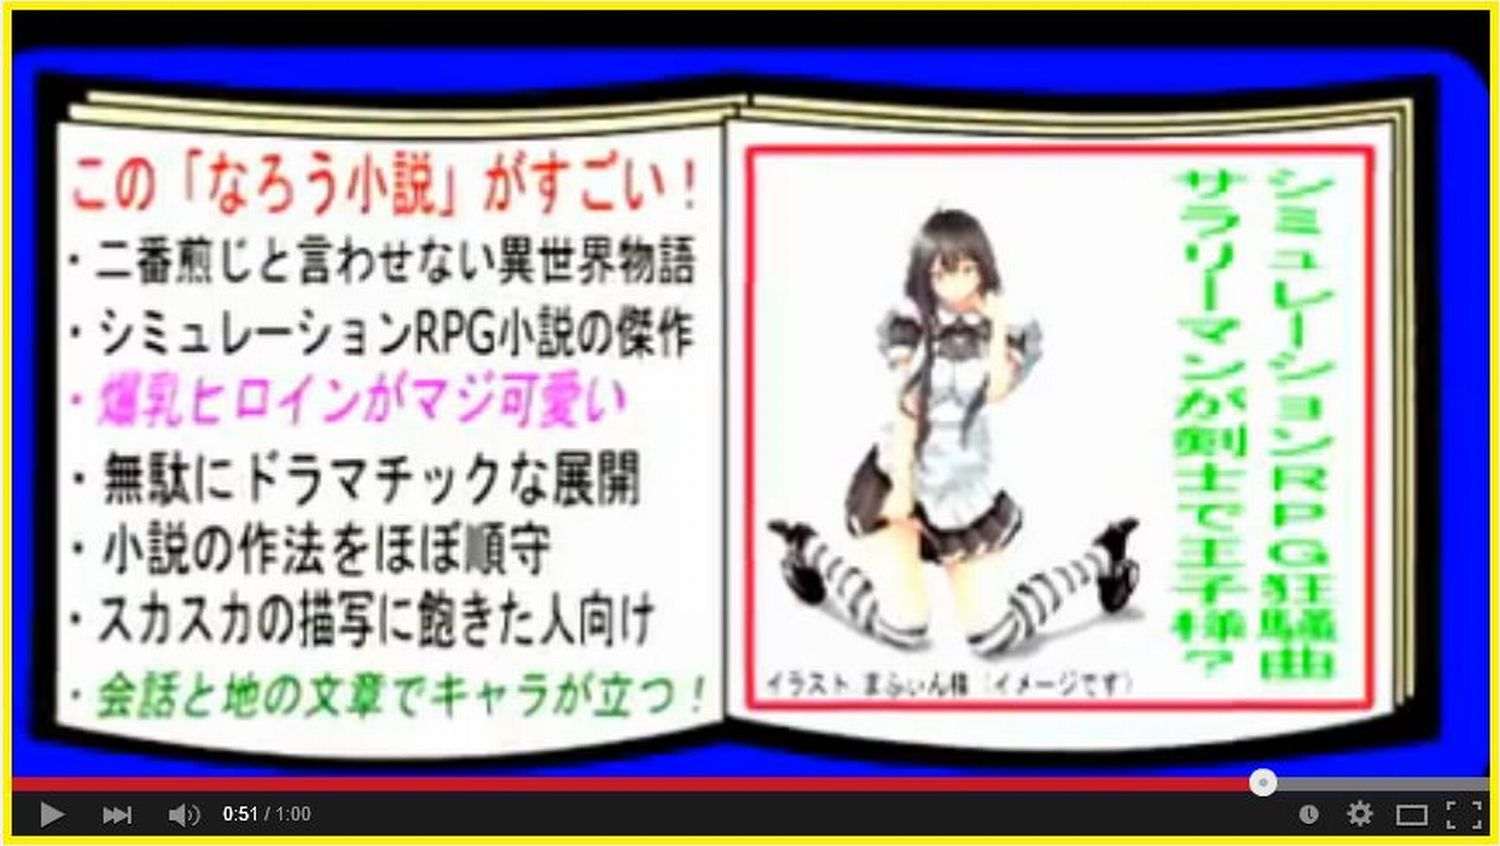 この「なろう小説」がすごい！
・二番煎じと言わせない異世界物語
・シミュレーションRPG小説の傑作
・爆乳ヒロインがマジ可愛い
・無駄にドラマチックな展開
・小説の作法をほぼ順守
・スカスカの描写に飽きた人向け
・会話と地の文章でキャラが立つ！
シミュレーションＲＰＧ狂騒曲
サラリーマンが剣士で王子様？
イラスト まふぃん様（イメージです）
0:51 / 1:00